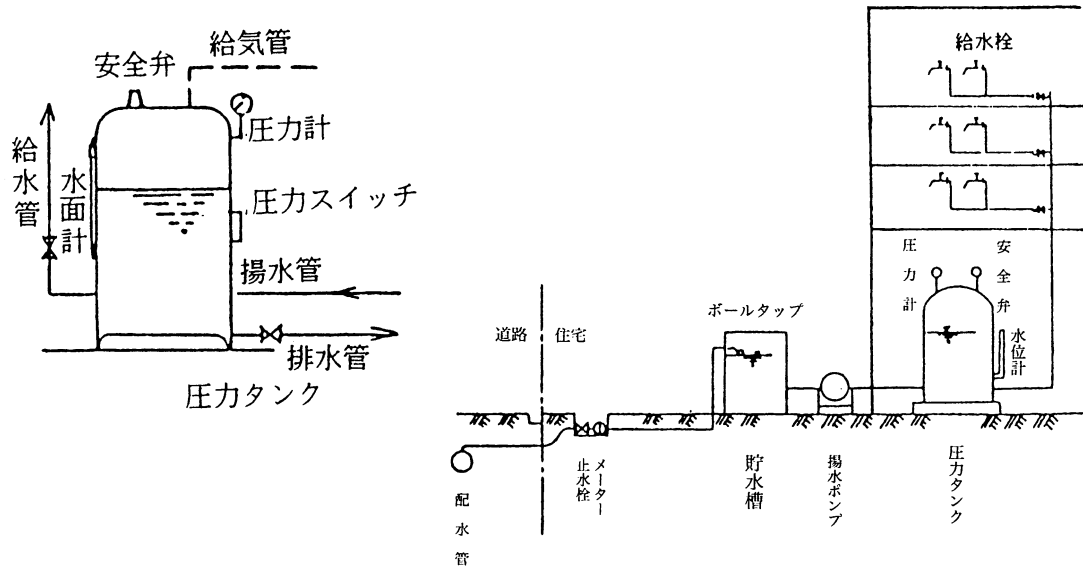 給気管
安全弁
圧力計
給水管
水面計
圧力スイッチ
揚水管
排水管
圧力タンク
給水栓
圧力計
安全弁
水位計
ボールタップ
道路
住宅
メーター
止水栓
配水管
貯水槽
揚水ポンプ
圧力タンク